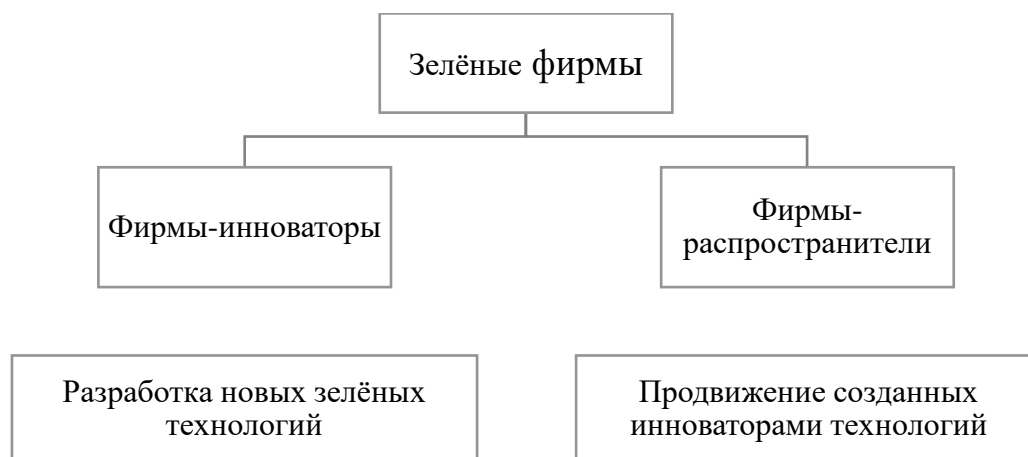 Зелёные фирмы
Фирмы-инноваторы
Фирмы-
распространители
Разработка новых зелёных
технологий
Продвижение созданных
инноваторами технологий